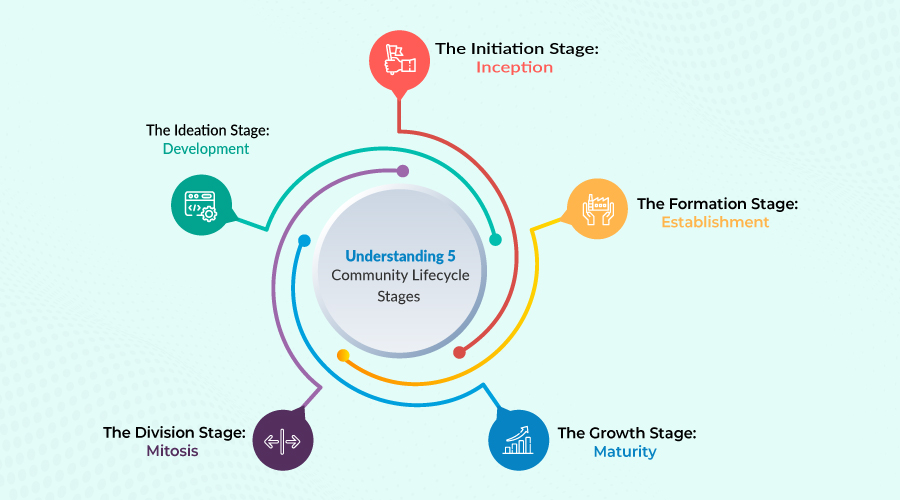 The Initiation Stage:
Inception
The Ideation Stage:
Development
The Formation Stage:
Establishment
Understanding 5
Community Lifecycle
Stages
The Division Stage:
Mitosis
The Growth Stage:
Maturity